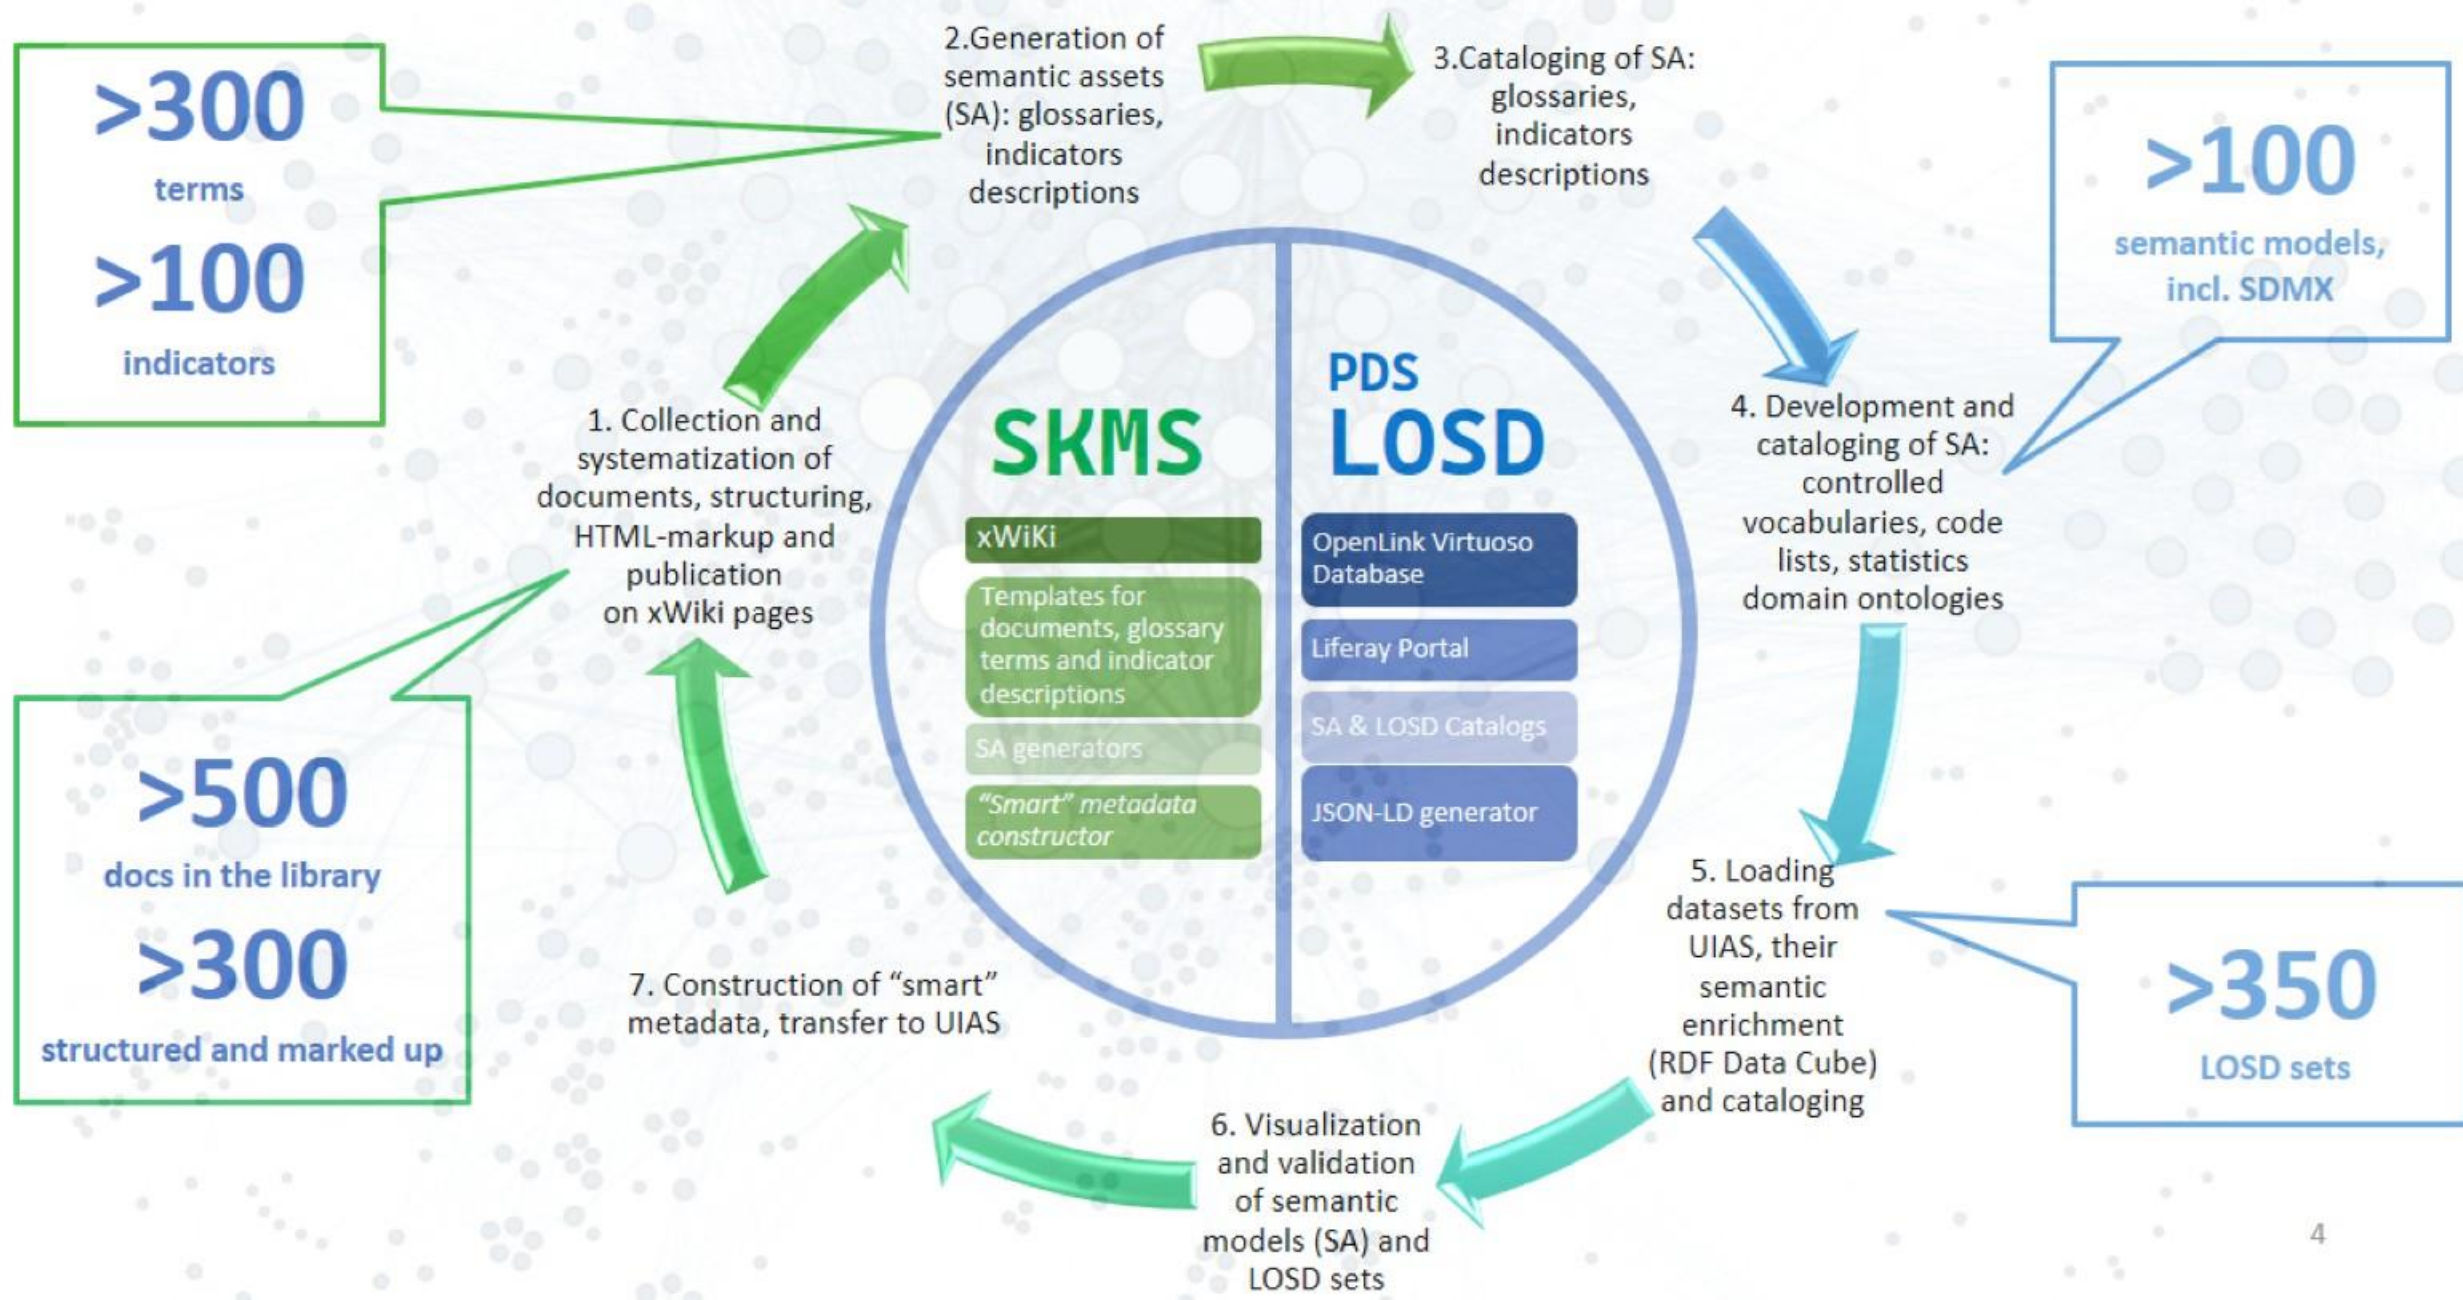 >300
terms
>100
indicators
2.Generation of
semantic assets
(SA): glossaries,
indicators
descriptions
3.Cataloging of SA:
glossaries,
indicators
descriptions
>100
semantic models,
incl. SDMX
1. Collection and
systematization of
documents, structuring,
HTML-markup and
publication
on xWiki pages
SKMS
xWiKi
Templates for
documents, glossary
terms and indicator
descriptions
SA generators
“Smart” metadata
constructor
PDS
LOSD
OpenLink Virtuoso
Database
Liferay Portal
SA & LOSD Catalogs
JSON-LD generator
4. Development and
cataloging of SA:
controlled
vocabularies, code
lists, statistics
domain ontologies
>500
docs in the library
>300
structured and marked up
7. Construction of “smart”
metadata, transfer to UIAS
5. Loading
datasets from
UIAS, their
semantic
enrichment
(RDF Data Cube)
and cataloging
>350
LOSD sets
6. Visualization
and validation
of semantic
models (SA) and
LOSD sets
4